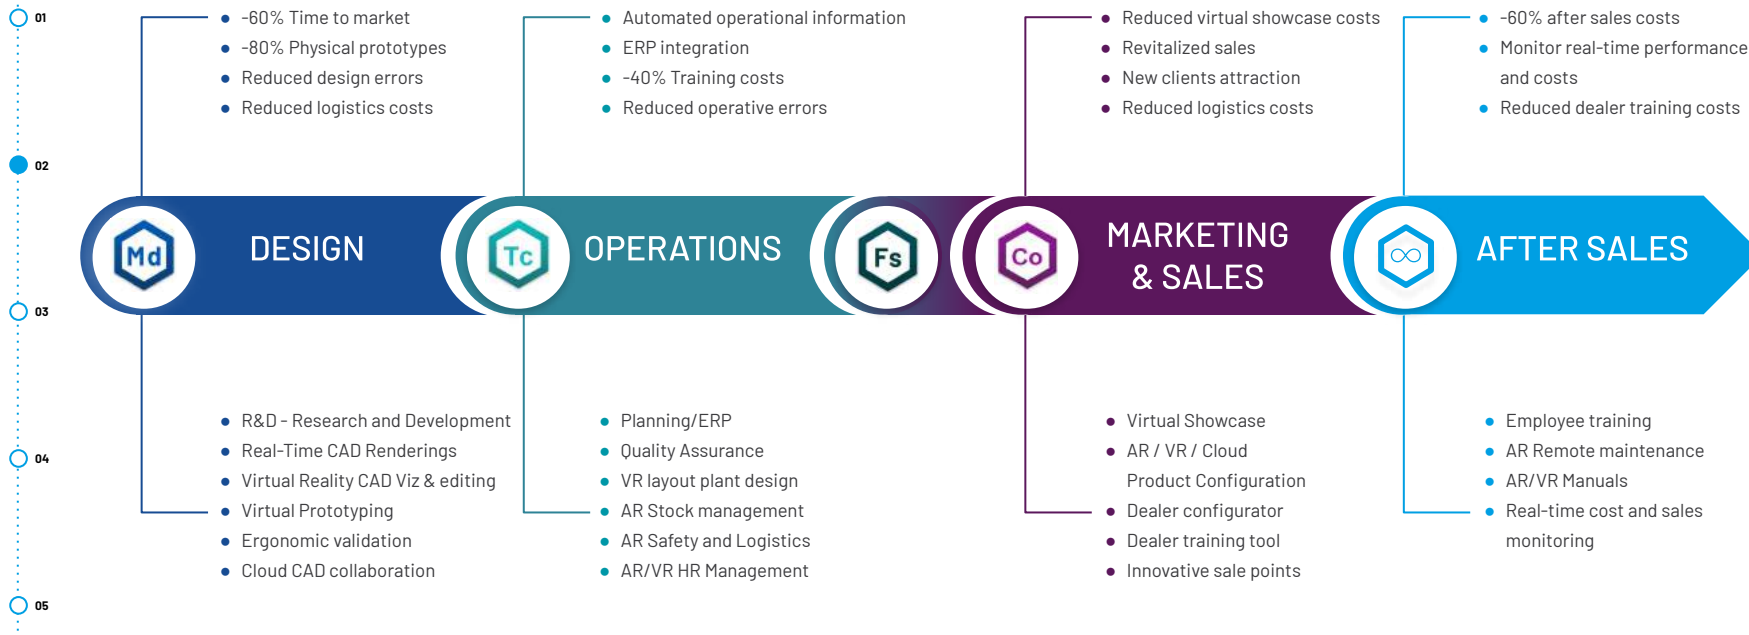 01
-60% Time to market
-80% Physical prototypes
Reduced design errors
Reduced logistics costs
Automated operational information
ERP integration
-40% Training costs
Reduced operative errors
Reduced virtual showcase costs
Revitalized sales
New clients attraction
Reduced logistics costs
-60% after sales costs
Monitor real-time performance
and costs
Reduced dealer training costs
02
Md
DESIGN
Tc
OPERATIONS
Fs
Co
MARKETING
& SALES
∞
AFTER SALES
03
R&D - Research and Development
Real-Time CAD Renderings
Virtual Reality CAD Viz & editing
Virtual Prototyping
Ergonomic validation
Cloud CAD collaboration
Planning/ERP
Quality Assurance
VR layout plant design
AR Stock management
AR Safety and Logistics
AR/VR HR Management
Virtual Showcase
AR / VR / Cloud
Product Configuration
Dealer configurator
Dealer training tool
Innovative sale points
Employee training
AR Remote maintenance
AR/VR Manuals
Real-time cost and sales
monitoring
04
05